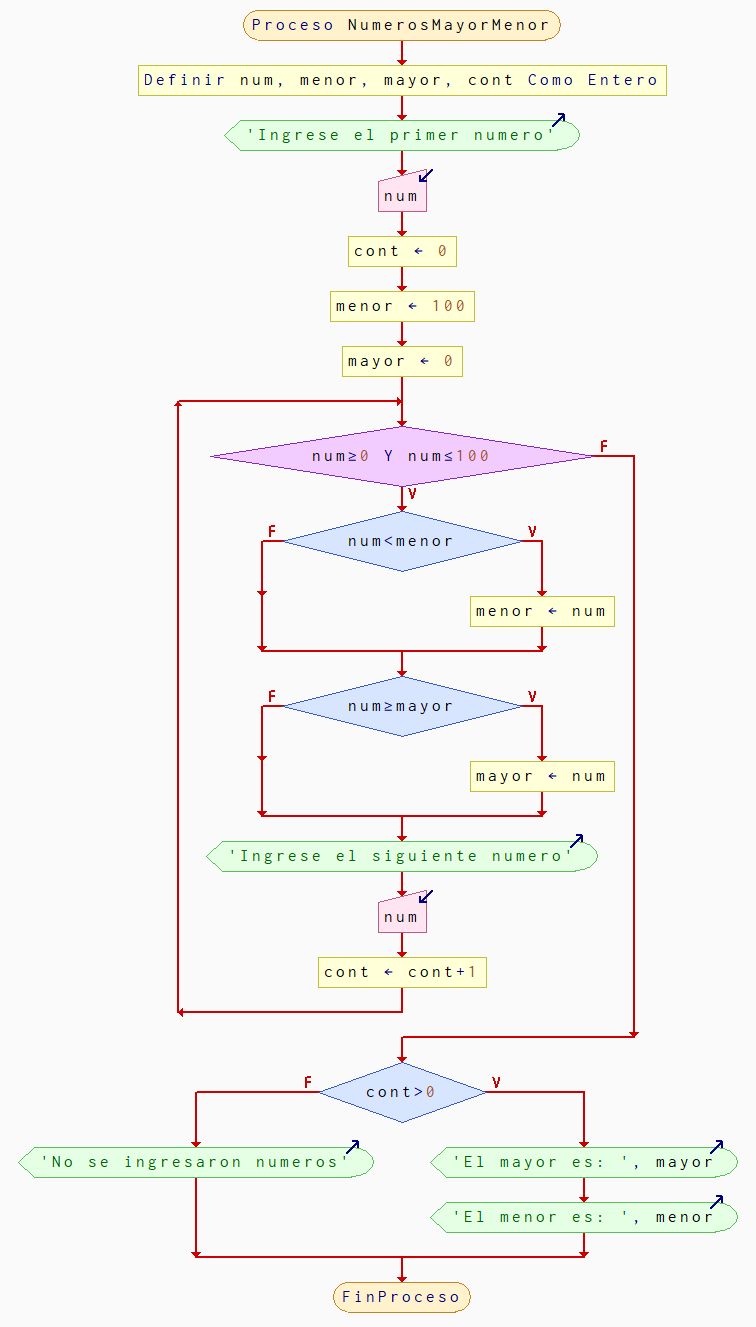 Proceso NumerosMayorMenor
Definir num, menor, mayor, cont Como Entero
'Ingrese el primer numero'
num
cont ← 0
menor ← 100
mayor ← 0
num≥0 Y num≤100
F
V
num<menor
F
V
menor ← num
num≥mayor
F
V
mayor ← num
'Ingrese el siguiente numero'
num
cont ← cont+1
cont>0
F
V
'No se ingresaron numeros'
'El mayor es: ', mayor
'El menor es: ', menor
FinProceso